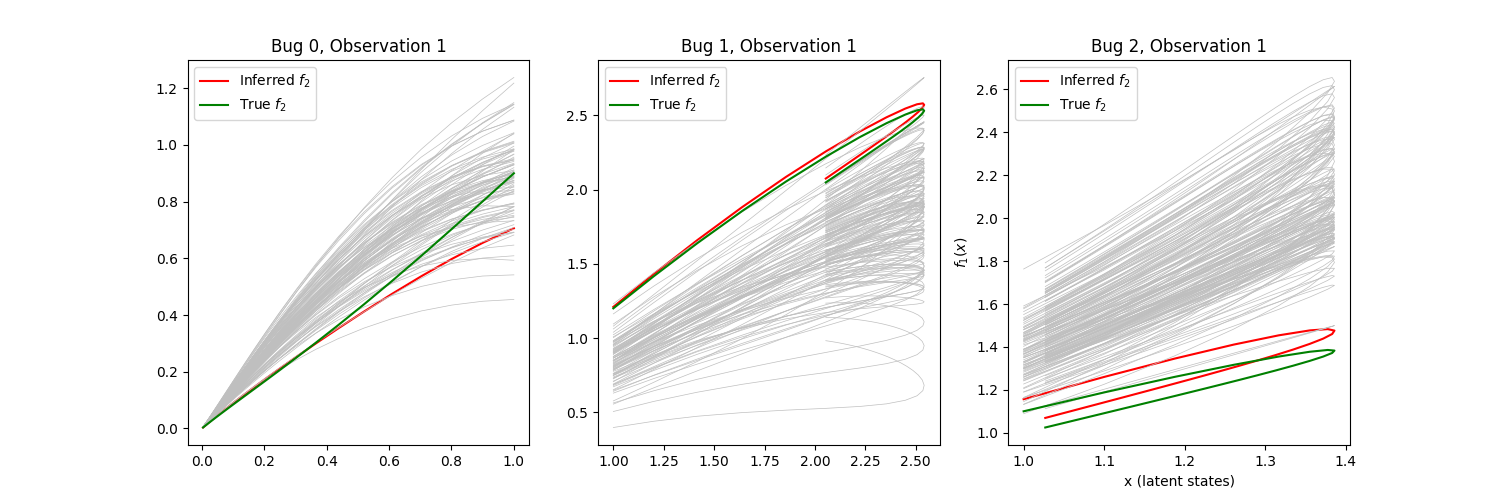 Bug 0, Observation 1
Inferred f₂
True f₂
1.2
1.0
0.8
0.6
0.4
0.2
0.0
0.0 0.2 0.4 0.6 0.8 1.0
Bug 1, Observation 1
Inferred f₂
True f₂
2.5
2.0
1.5
1.0
0.5
1.00 1.25 1.50 1.75 2.00 2.25 2.50
Bug 2, Observation 1
Inferred f₂
True f₂
2.6
2.4
2.2
2.0
1.8
1.6
1.4
1.2
1.0
f₁(x)
1.0 1.1 1.2 1.3 1.4
x (latent states)